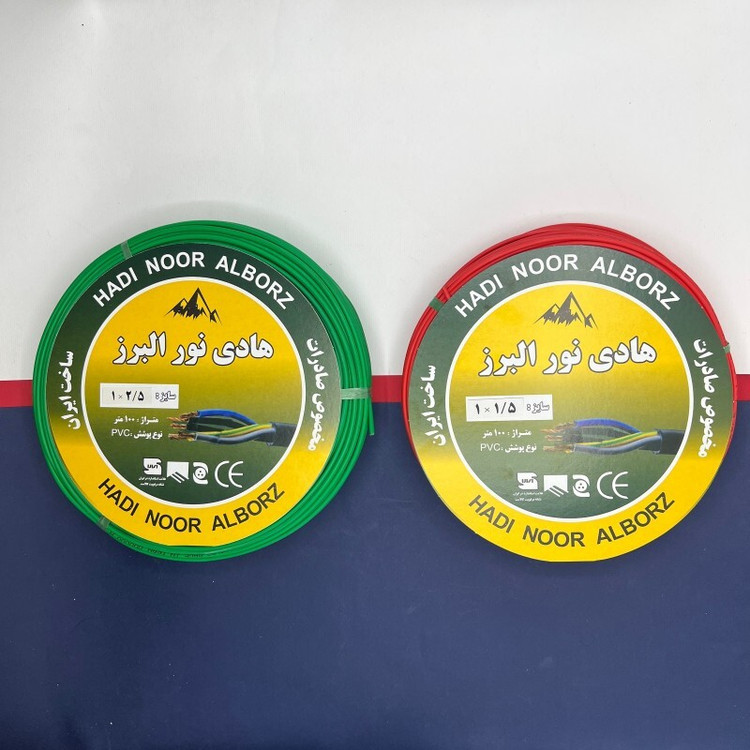 HADI NOOR ALBORZ
هادی نور البرز
ساخت ایران
مخصوص صادرات
سایز B ۱×۲/۵
متراژ: ۱۰۰ متر
نوع پوشش: PVC
CE
HADI NOOR ALBORZ
HADI NOOR ALBORZ
هادی نور البرز
ساخت ایران
مخصوص صادرات
سایز B ۱×۱/۵
متراژ: ۱۰۰ متر
نوع پوشش: PVC
CE
HADI NOOR ALBORZ